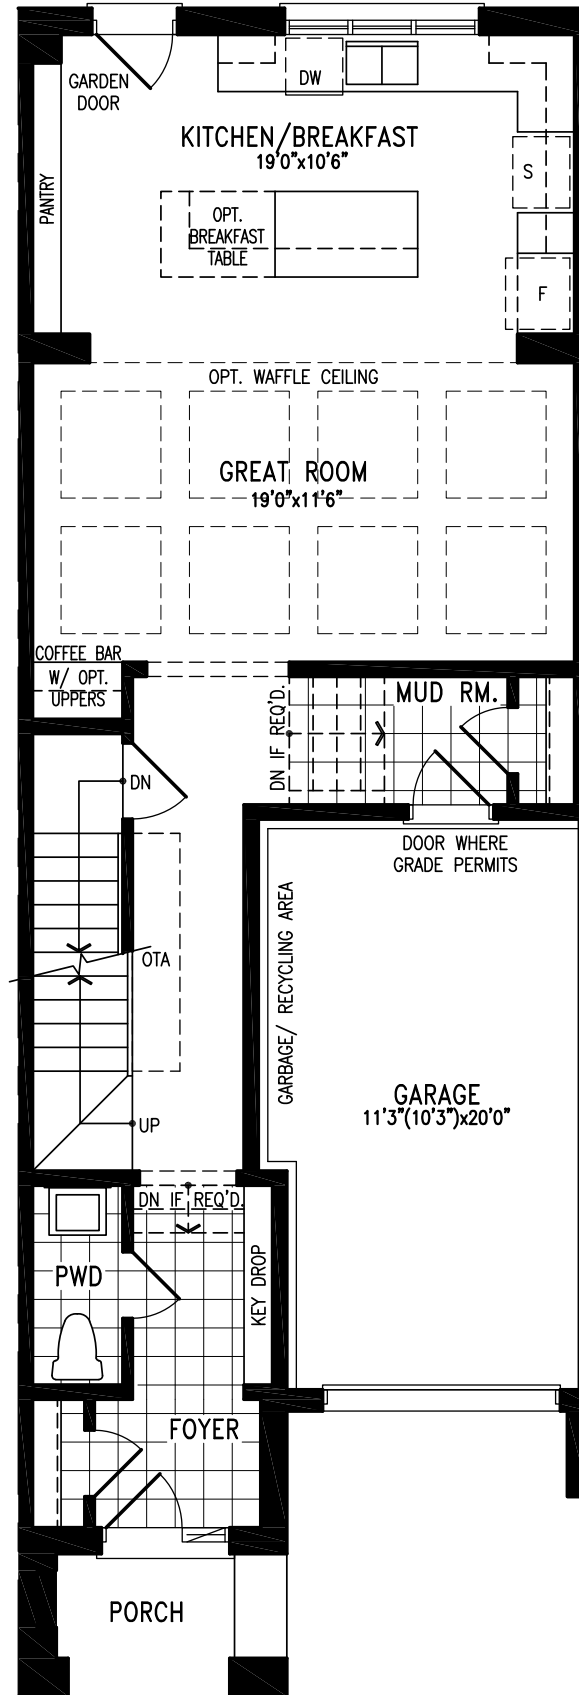 GARDEN
DOOR
DW
KITCHEN/BREAKFAST
19'0"x10'6"
S
PANTRY
OPT.
BREAKFAST
TABLE
F
OPT. WAFFLE CEILING
GREAT ROOM
19'0"x11'6"
COFFEE BAR
W/ OPT.
UPPERS
MUD RM.
DN IF REQ'D.
DN
DOOR WHERE
GRADE PERMITS
GARBAGE/ RECYCLING AREA
OTA
GARAGE
11'3"(10'3")x20'0"
UP
DN IF REQ'D.
PWD
KEY DROP
FOYER
PORCH